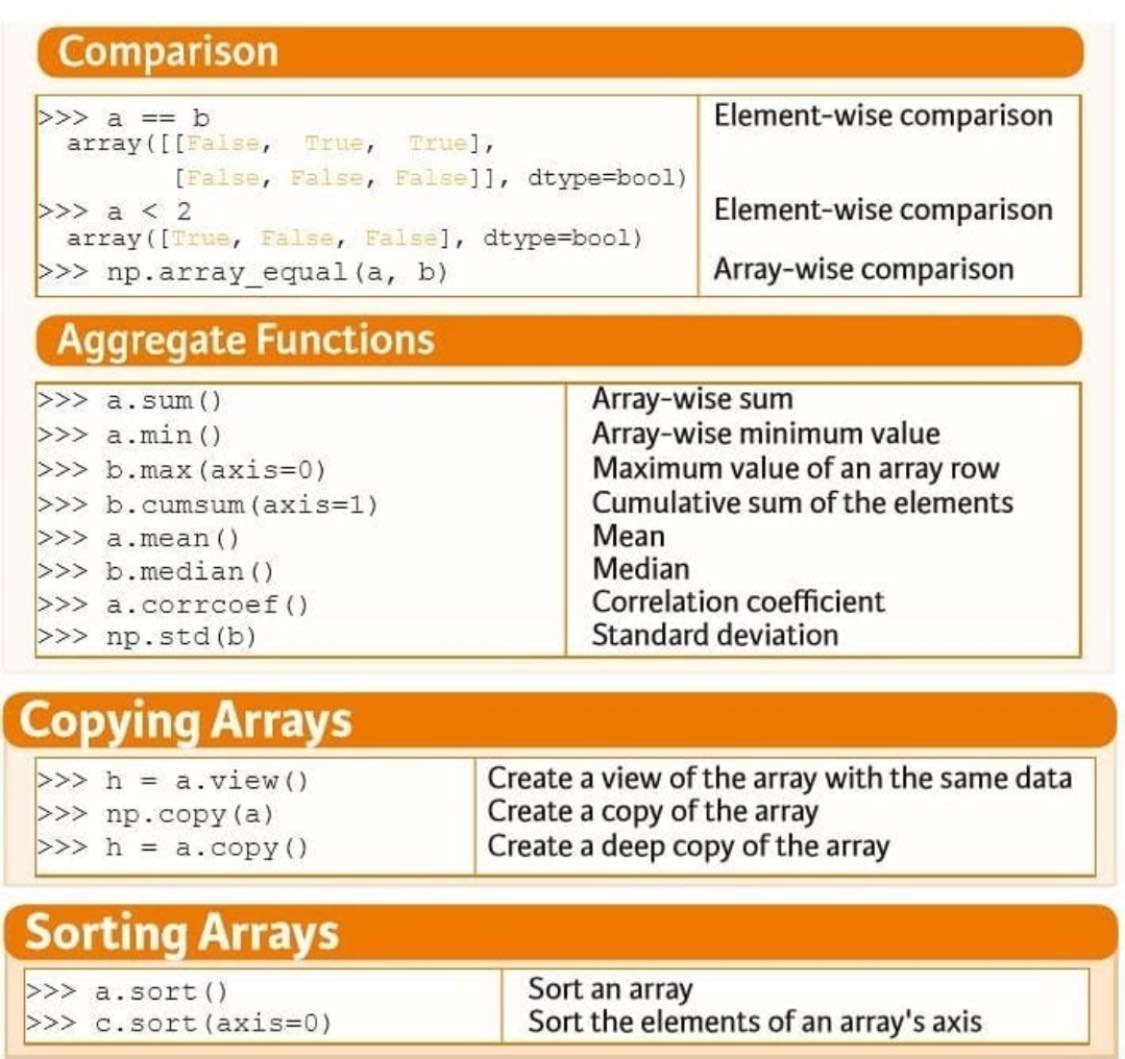 Comparison
>>> a == b Element-wise comparison
array([[False, True, True],
[False, False, False]], dtype=bool)
>>> a < 2 Element-wise comparison
array([True, False, False], dtype=bool)
>>> np.array_equal(a, b) Array-wise comparison
Aggregate Functions
>>> a.sum() Array-wise sum
>>> a.min() Array-wise minimum value
>>> b.max(axis=0) Maximum value of an array row
>>> b.cumsum(axis=1) Cumulative sum of the elements
>>> a.mean() Mean
>>> b.median() Median
>>> a.corrcoef() Correlation coefficient
>>> np.std(b) Standard deviation
Copying Arrays
>>> h = a.view() Create a view of the array with the same data
>>> np.copy(a) Create a copy of the array
>>> h = a.copy() Create a deep copy of the array
Sorting Arrays
>>> a.sort() Sort an array
>>> c.sort(axis=0) Sort the elements of an array's axis